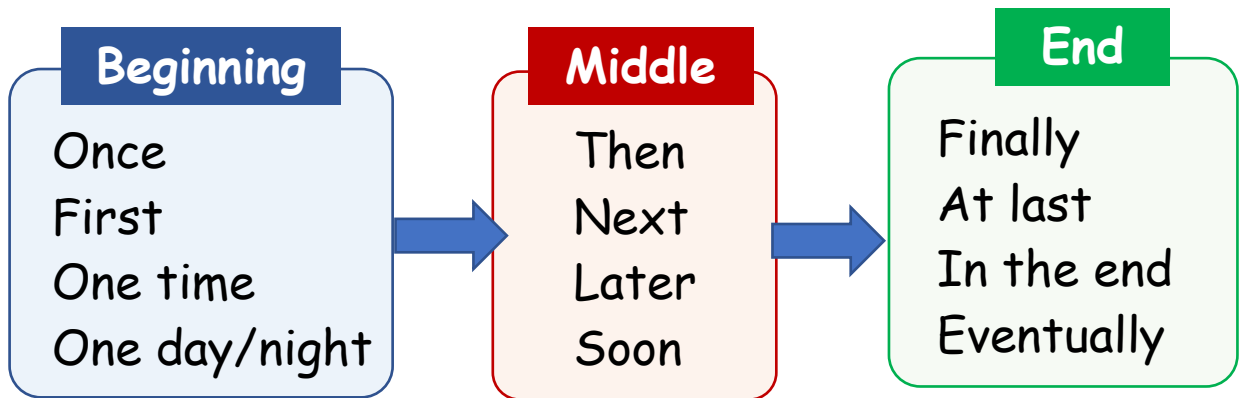 Beginning
Once
First
One time
One day/night
Middle
Then
Next
Later
Soon
End
Finally
At last
In the end
Eventually